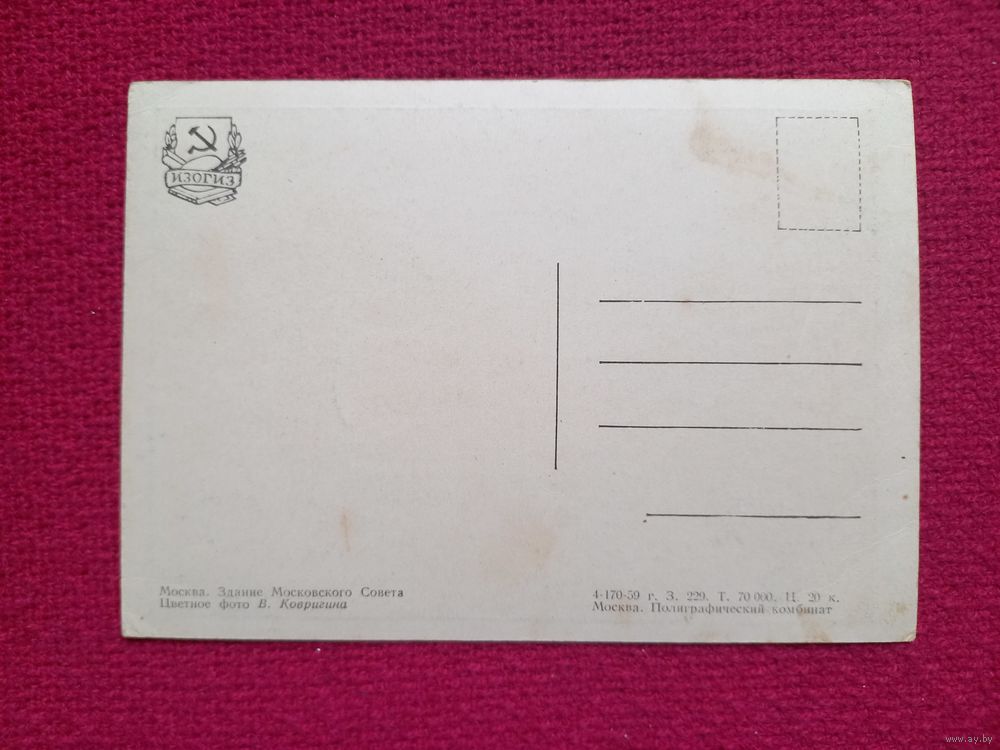 ИЗОГИЗ
Москва. Здание Московского Совета
Цветное фото В. Ковригина
4-170-59 г. З. 229. Т. 70 000. Ц. 20 к.
Москва. Полиграфический комбинат
www.ay.by